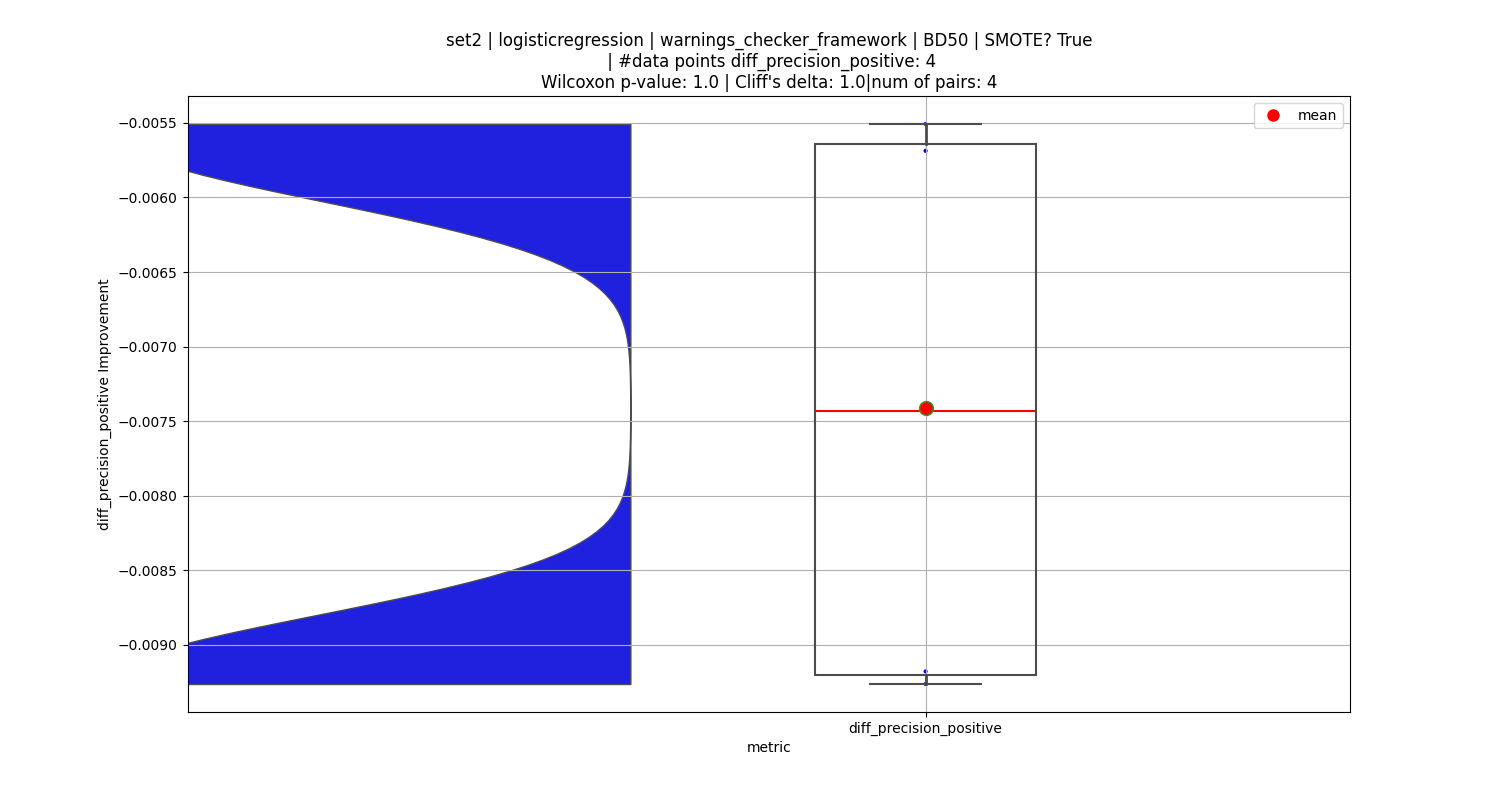 set2 | logisticregression | warnings_checker_framework | BD50 | SMOTE? True
| #data points diff_precision_positive: 4
Wilcoxon p-value: 1.0 | Cliff's delta: 1.0|num of pairs: 4
mean
−0.0055
−0.0060
−0.0065
−0.0070
−0.0075
−0.0080
−0.0085
−0.0090
diff_precision_positive Improvement
diff_precision_positive
metric